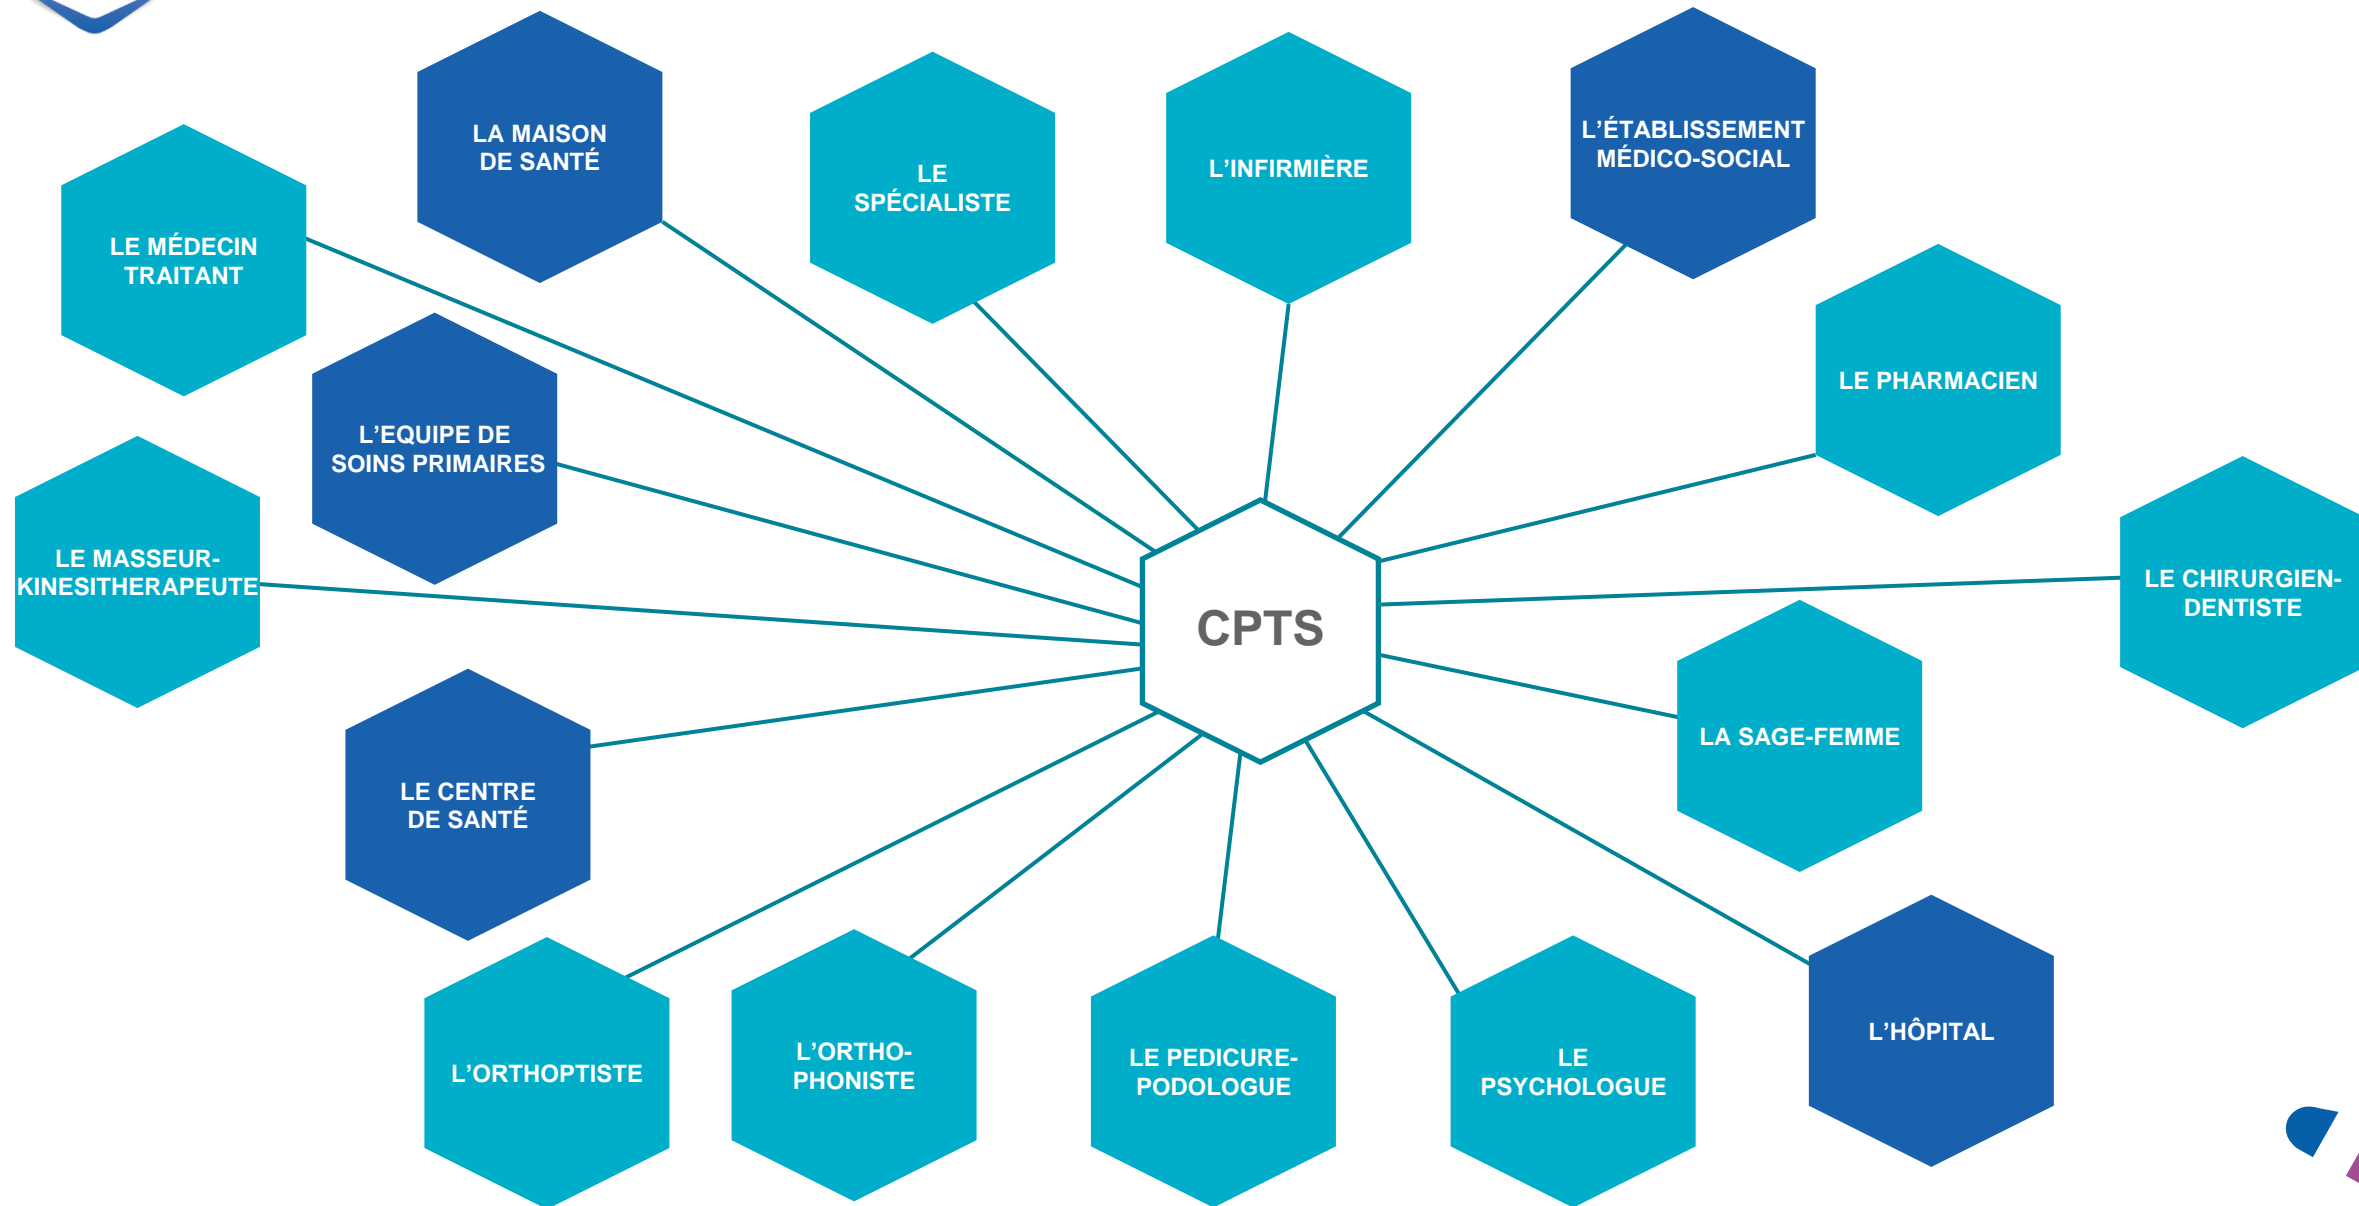 LA MAISON
DE SANTÉ
LE
SPÉCIALISTE
L’INFIRMIÈRE
L’ÉTABLISSEMENT
MÉDICO-SOCIAL
LE MÉDECIN
TRAITANT
LE PHARMACIEN
L’EQUIPE DE
SOINS PRIMAIRES
LE MASSEUR-
KINESITHERAPEUTE
LE CHIRURGIEN-
DENTISTE
CPTS
LA SAGE-FEMME
LE CENTRE
DE SANTÉ
L’HÔPITAL
L’ORTHOPTISTE
L’ORTHO-
PHONISTE
LE PEDICURE-
PODOLOGUE
LE
PSYCHOLOGUE